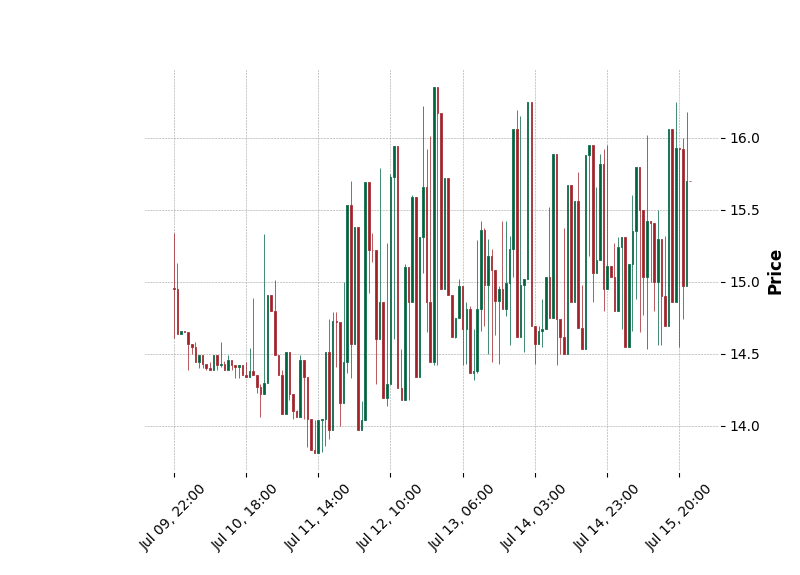 16.0
15.5
15.0
14.5
14.0
Price
Jul 09, 22:00
Jul 10, 18:00
Jul 11, 14:00
Jul 12, 10:00
Jul 13, 06:00
Jul 14, 03:00
Jul 14, 23:00
Jul 15, 20:00